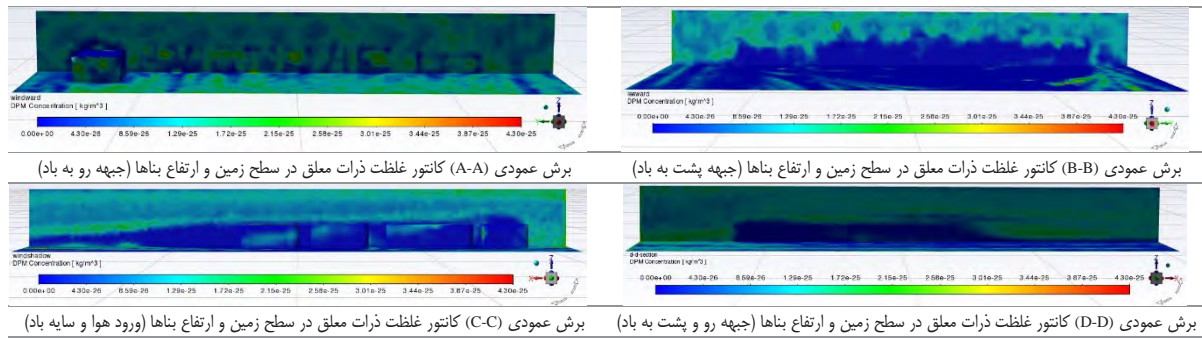 windward
DPM Concentration [ kg/m^3 ]
0.00e+00 4.30e-26 8.59e-26 1.29e-25 1.72e-25 2.15e-25 2.58e-25 3.01e-25 3.44e-25 3.87e-25 4.30e-25
برش عمودی (A-A) کانتور غلظت ذرات معلق در سطح زمین و ارتفاع بناها (جبهه رو به باد)
leeward
DPM Concentration [ kg/m^3 ]
0.00e+00 4.30e-26 8.59e-26 1.29e-25 1.72e-25 2.15e-25 2.58e-25 3.01e-25 3.44e-25 3.87e-25 4.30e-25
برش عمودی (B-B) کانتور غلظت ذرات معلق در سطح زمین و ارتفاع بناها (جبهه پشت به باد)
windshadow
DPM Concentration [ kg/m^3 ]
0.00e+00 4.30e-26 8.59e-26 1.29e-25 1.72e-25 2.15e-25 2.58e-25 3.01e-25 3.44e-25 3.87e-25 4.30e-25
برش عمودی (C-C) کانتور غلظت ذرات معلق در سطح زمین و ارتفاع بناها (ورود هوا و سایه باد)
d-d-section
DPM Concentration [ kg/m^3 ]
0.00e+00 4.30e-26 8.59e-26 1.29e-25 1.72e-25 2.15e-25 2.58e-25 3.01e-25 3.44e-25 3.87e-25 4.30e-25
برش عمودی (D-D) کانتور غلظت ذرات معلق در سطح زمین و ارتفاع بناها (جبهه رو و پشت به باد)